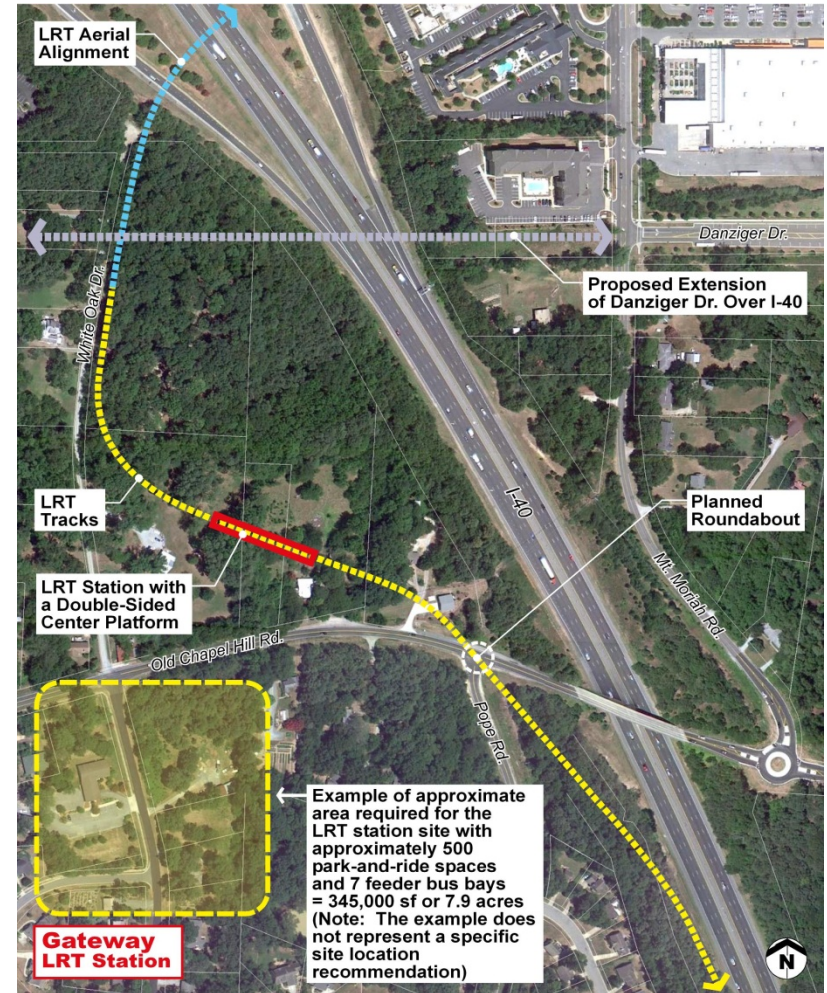 LRT Aerial
Alignment
Danziger Dr.
Proposed Extension
of Danziger Dr. Over I-40
White Oak Dr.
I-40
LRT
Tracks
Planned
Roundabout
Mt. Moriah Rd.
LRT Station with
a Double-Sided
Center Platform
Old Chapel Hill Rd.
Pope Rd.
Example of approximate
area required for the
LRT station site with
approximately 500
park-and-ride spaces
and 7 feeder bus bays
= 345,000 sf or 7.9 acres
(Note: The example does
not represent a specific
site location
recommendation)
Gateway
LRT Station
N